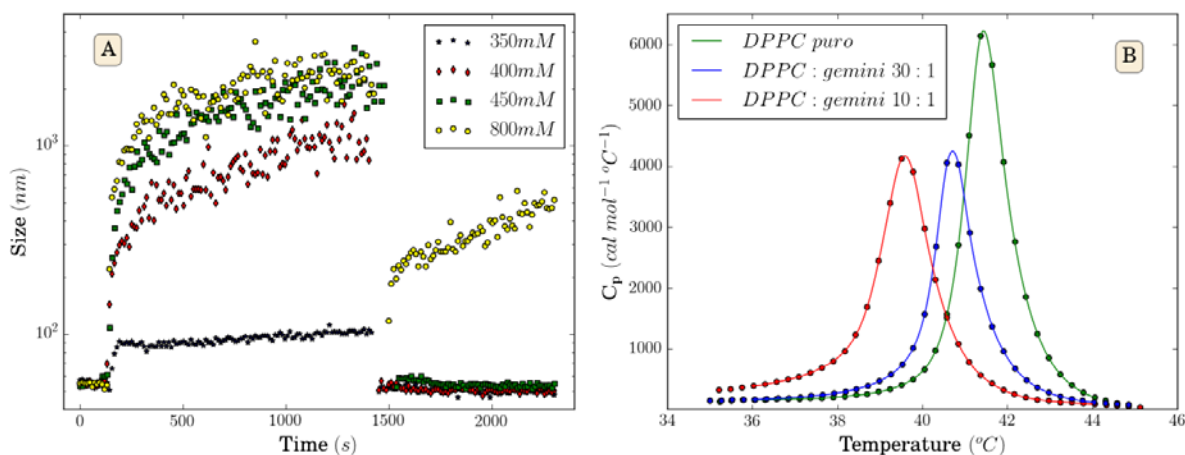 A
350mM
400mM
450mM
800mM
Size (nm)
10³
10²
0
500
1000
1500
2000
Time (s)
B
DPPC puro
DPPC : gemini 30 : 1
DPPC : gemini 10 : 1
Cₚ (cal mol⁻¹ ᵒC⁻¹)
6000
5000
4000
3000
2000
1000
34
36
38
40
42
44
46
Temperature (ᵒC)